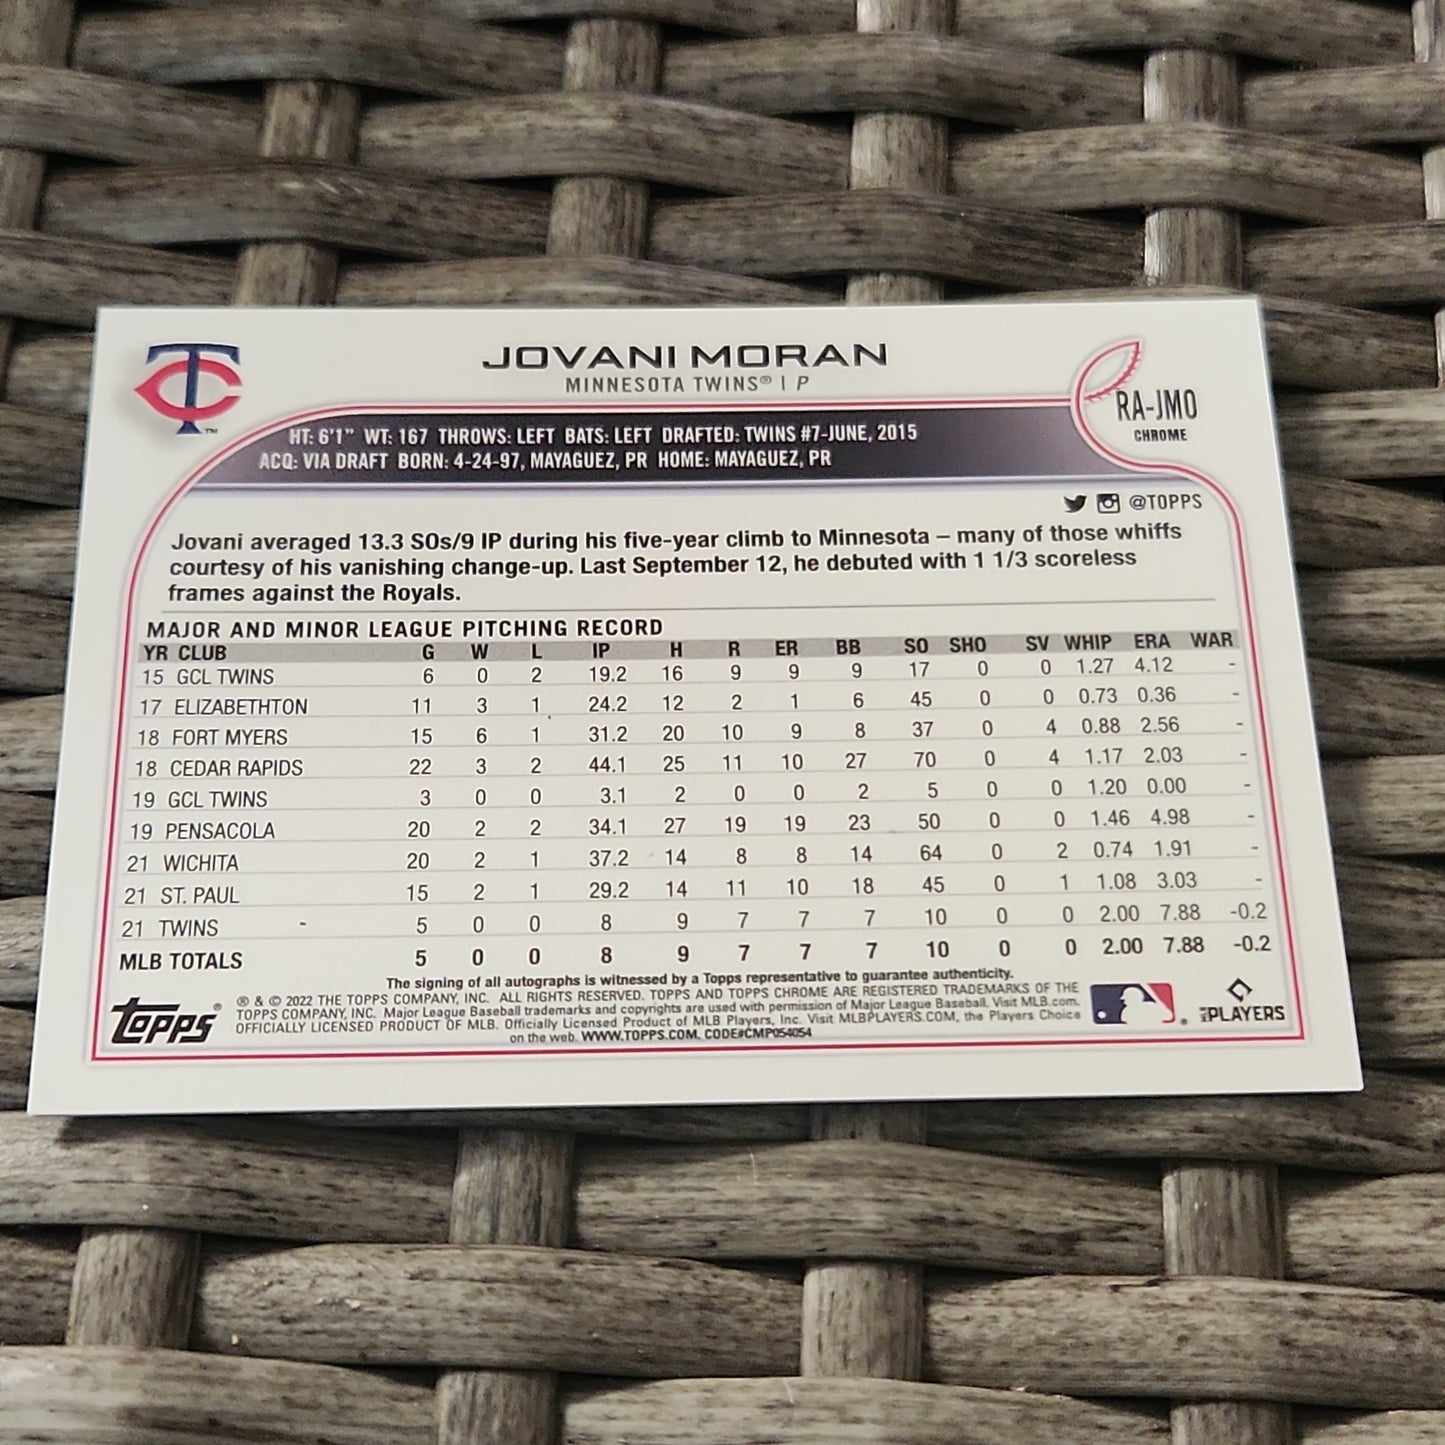 TC™
JOVANI MORAN
MINNESOTA TWINS® | P
RA-JMO
CHROME
HT: 6'1" WT: 167 THROWS: LEFT BATS: LEFT DRAFTED: TWINS #7-JUNE, 2015
ACQ: VIA DRAFT BORN: 4-24-97, MAYAGUEZ, PR HOME: MAYAGUEZ, PR
@TOPPS
Jovani averaged 13.3 SOs/9 IP during his five-year climb to Minnesota – many of those whiffs
courtesy of his vanishing change-up. Last September 12, he debuted with 1 1/3 scoreless
frames against the Royals.
MAJOR AND MINOR LEAGUE PITCHING RECORD
YR CLUB G W L IP H R ER BB SO SHO SV WHIP ERA WAR
15 GCL TWINS 6 0 2 19.2 16 9 9 9 17 0 0 1.27 4.12 -
17 ELIZABETHTON 11 3 1 24.2 12 2 1 6 45 0 0 0.73 0.36 -
18 FORT MYERS 15 6 1 31.2 20 10 9 8 37 0 4 0.88 2.56 -
18 CEDAR RAPIDS 22 3 2 44.1 25 11 10 27 70 0 4 1.17 2.03 -
19 GCL TWINS 3 0 0 3.1 2 0 0 2 5 0 0 1.20 0.00 -
19 PENSACOLA 20 2 2 34.1 27 19 19 23 50 0 0 1.46 4.98 -
21 WICHITA 20 2 1 37.2 14 8 8 14 64 0 2 0.74 1.91 -
21 ST. PAUL 15 2 1 29.2 14 11 10 18 45 0 1 1.08 3.03 -
21 TWINS 5 0 0 8 9 7 7 7 10 0 0 2.00 7.88 -0.2
MLB TOTALS 5 0 0 8 9 7 7 7 10 0 0 2.00 7.88 -0.2
The signing of all autographs is witnessed by a Topps representative to guarantee authenticity.
® & © 2022 THE TOPPS COMPANY, INC. ALL RIGHTS RESERVED. TOPPS AND TOPPS CHROME ARE REGISTERED TRADEMARKS OF THE
TOPPS COMPANY, INC. Major League Baseball trademarks and copyrights are used with permission of Major League Baseball. Visit MLB.com.
OFFICIALLY LICENSED PRODUCT OF MLB. Officially Licensed Product of MLB Players, Inc. Visit MLBPLAYERS.COM, the Players Choice
on the web. WWW.TOPPS.COM. CODE#CMP054054
TOPPS®
PLAYERS